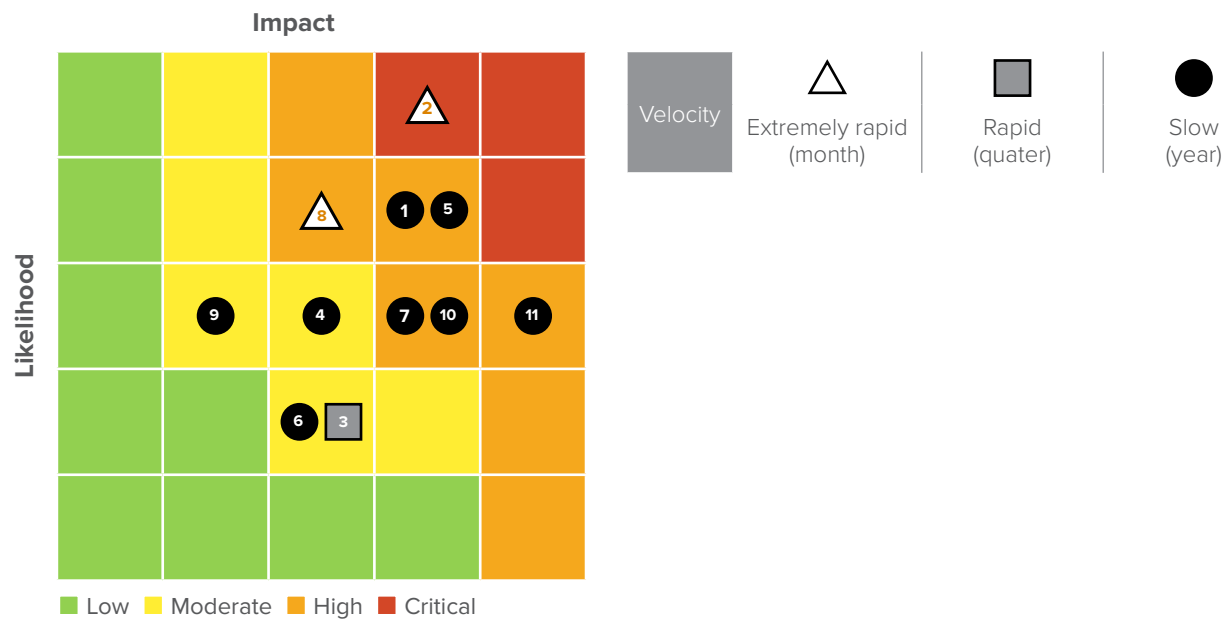 Impact
Likelihood
2
8
1 5
9 4 7 10 11
6 3
Low Moderate High Critical
Velocity
Extremely rapid
(month)
Rapid
(quater)
Slow
(year)